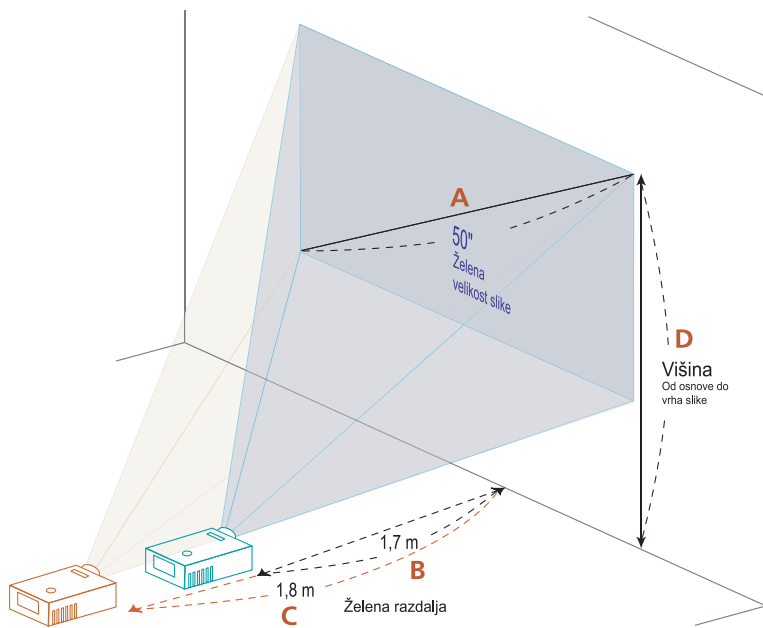 A
50"
Želena
velikost slike
D
Višina
Od osnove do
vrha slike
1,7 m
B
1,8 m
C
Želena razdalja